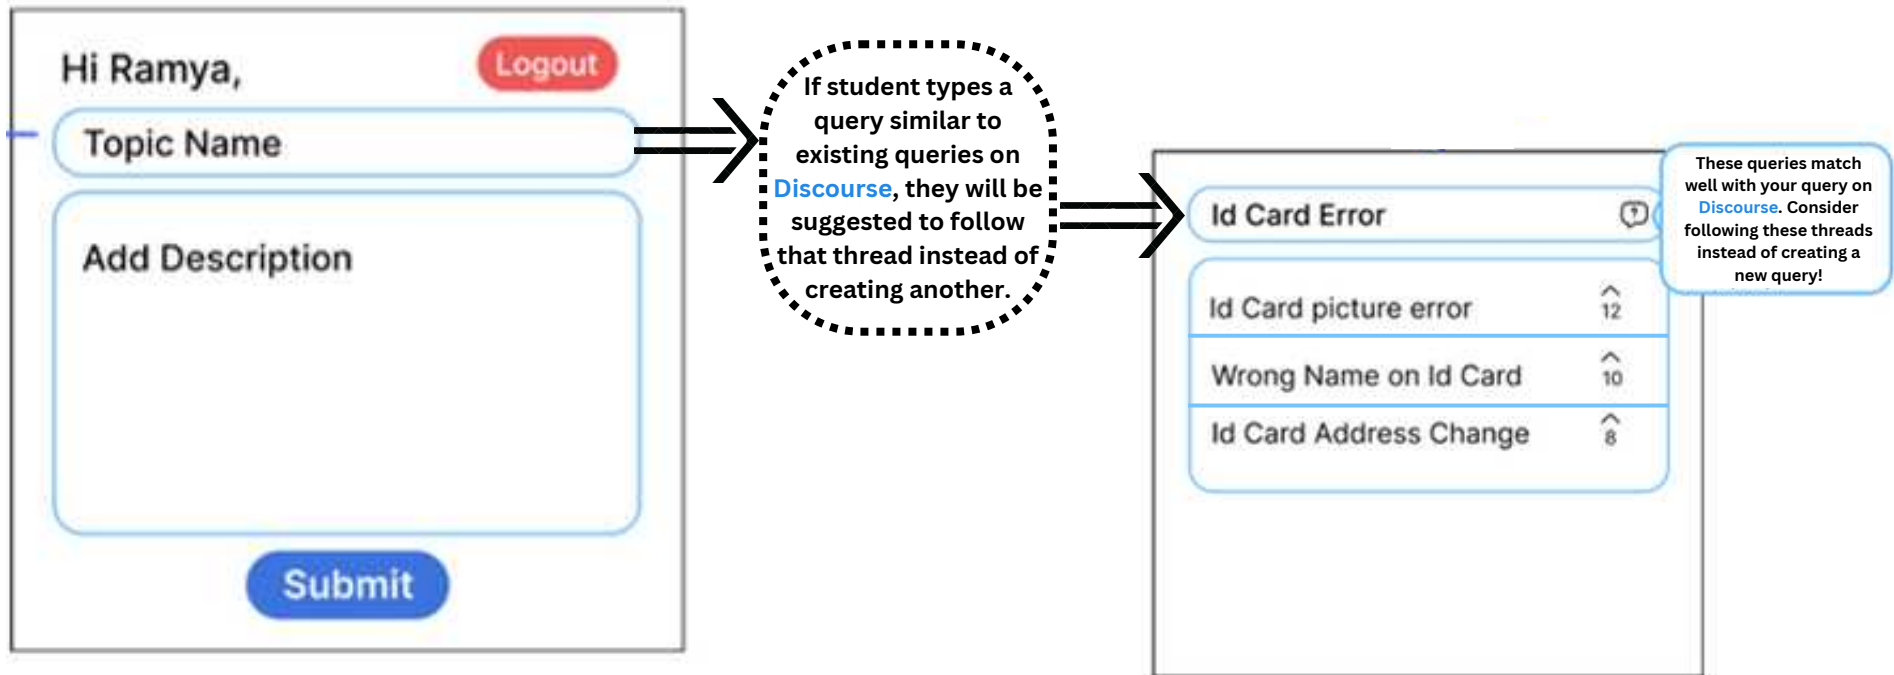 Hi Ramya,
Logout
Topic Name
Add Description
Submit
If student types a
query similar to
existing queries on
Discourse, they will be
suggested to follow
that thread instead of
creating another.
Id Card Error
?
Id Card picture error
12
Wrong Name on Id Card
10
Id Card Address Change
8
These queries match
well with your query on
Discourse. Consider
following these threads
instead of creating a
new query!